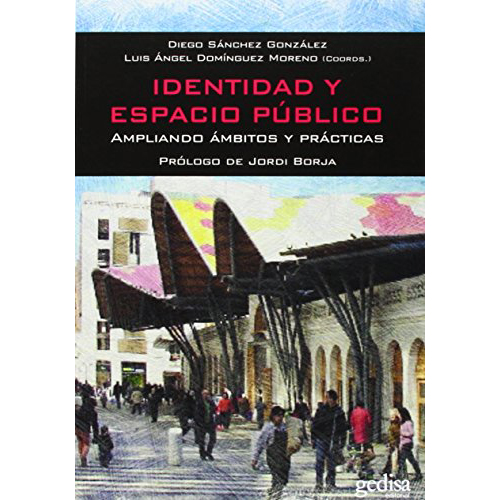 Diego Sánchez González
Luis Ángel Domínguez Moreno (Coords.)
Identidad y
espacio público
Ampliando ámbitos y prácticas
Prólogo de Jordi Borja
gedisa
editorial